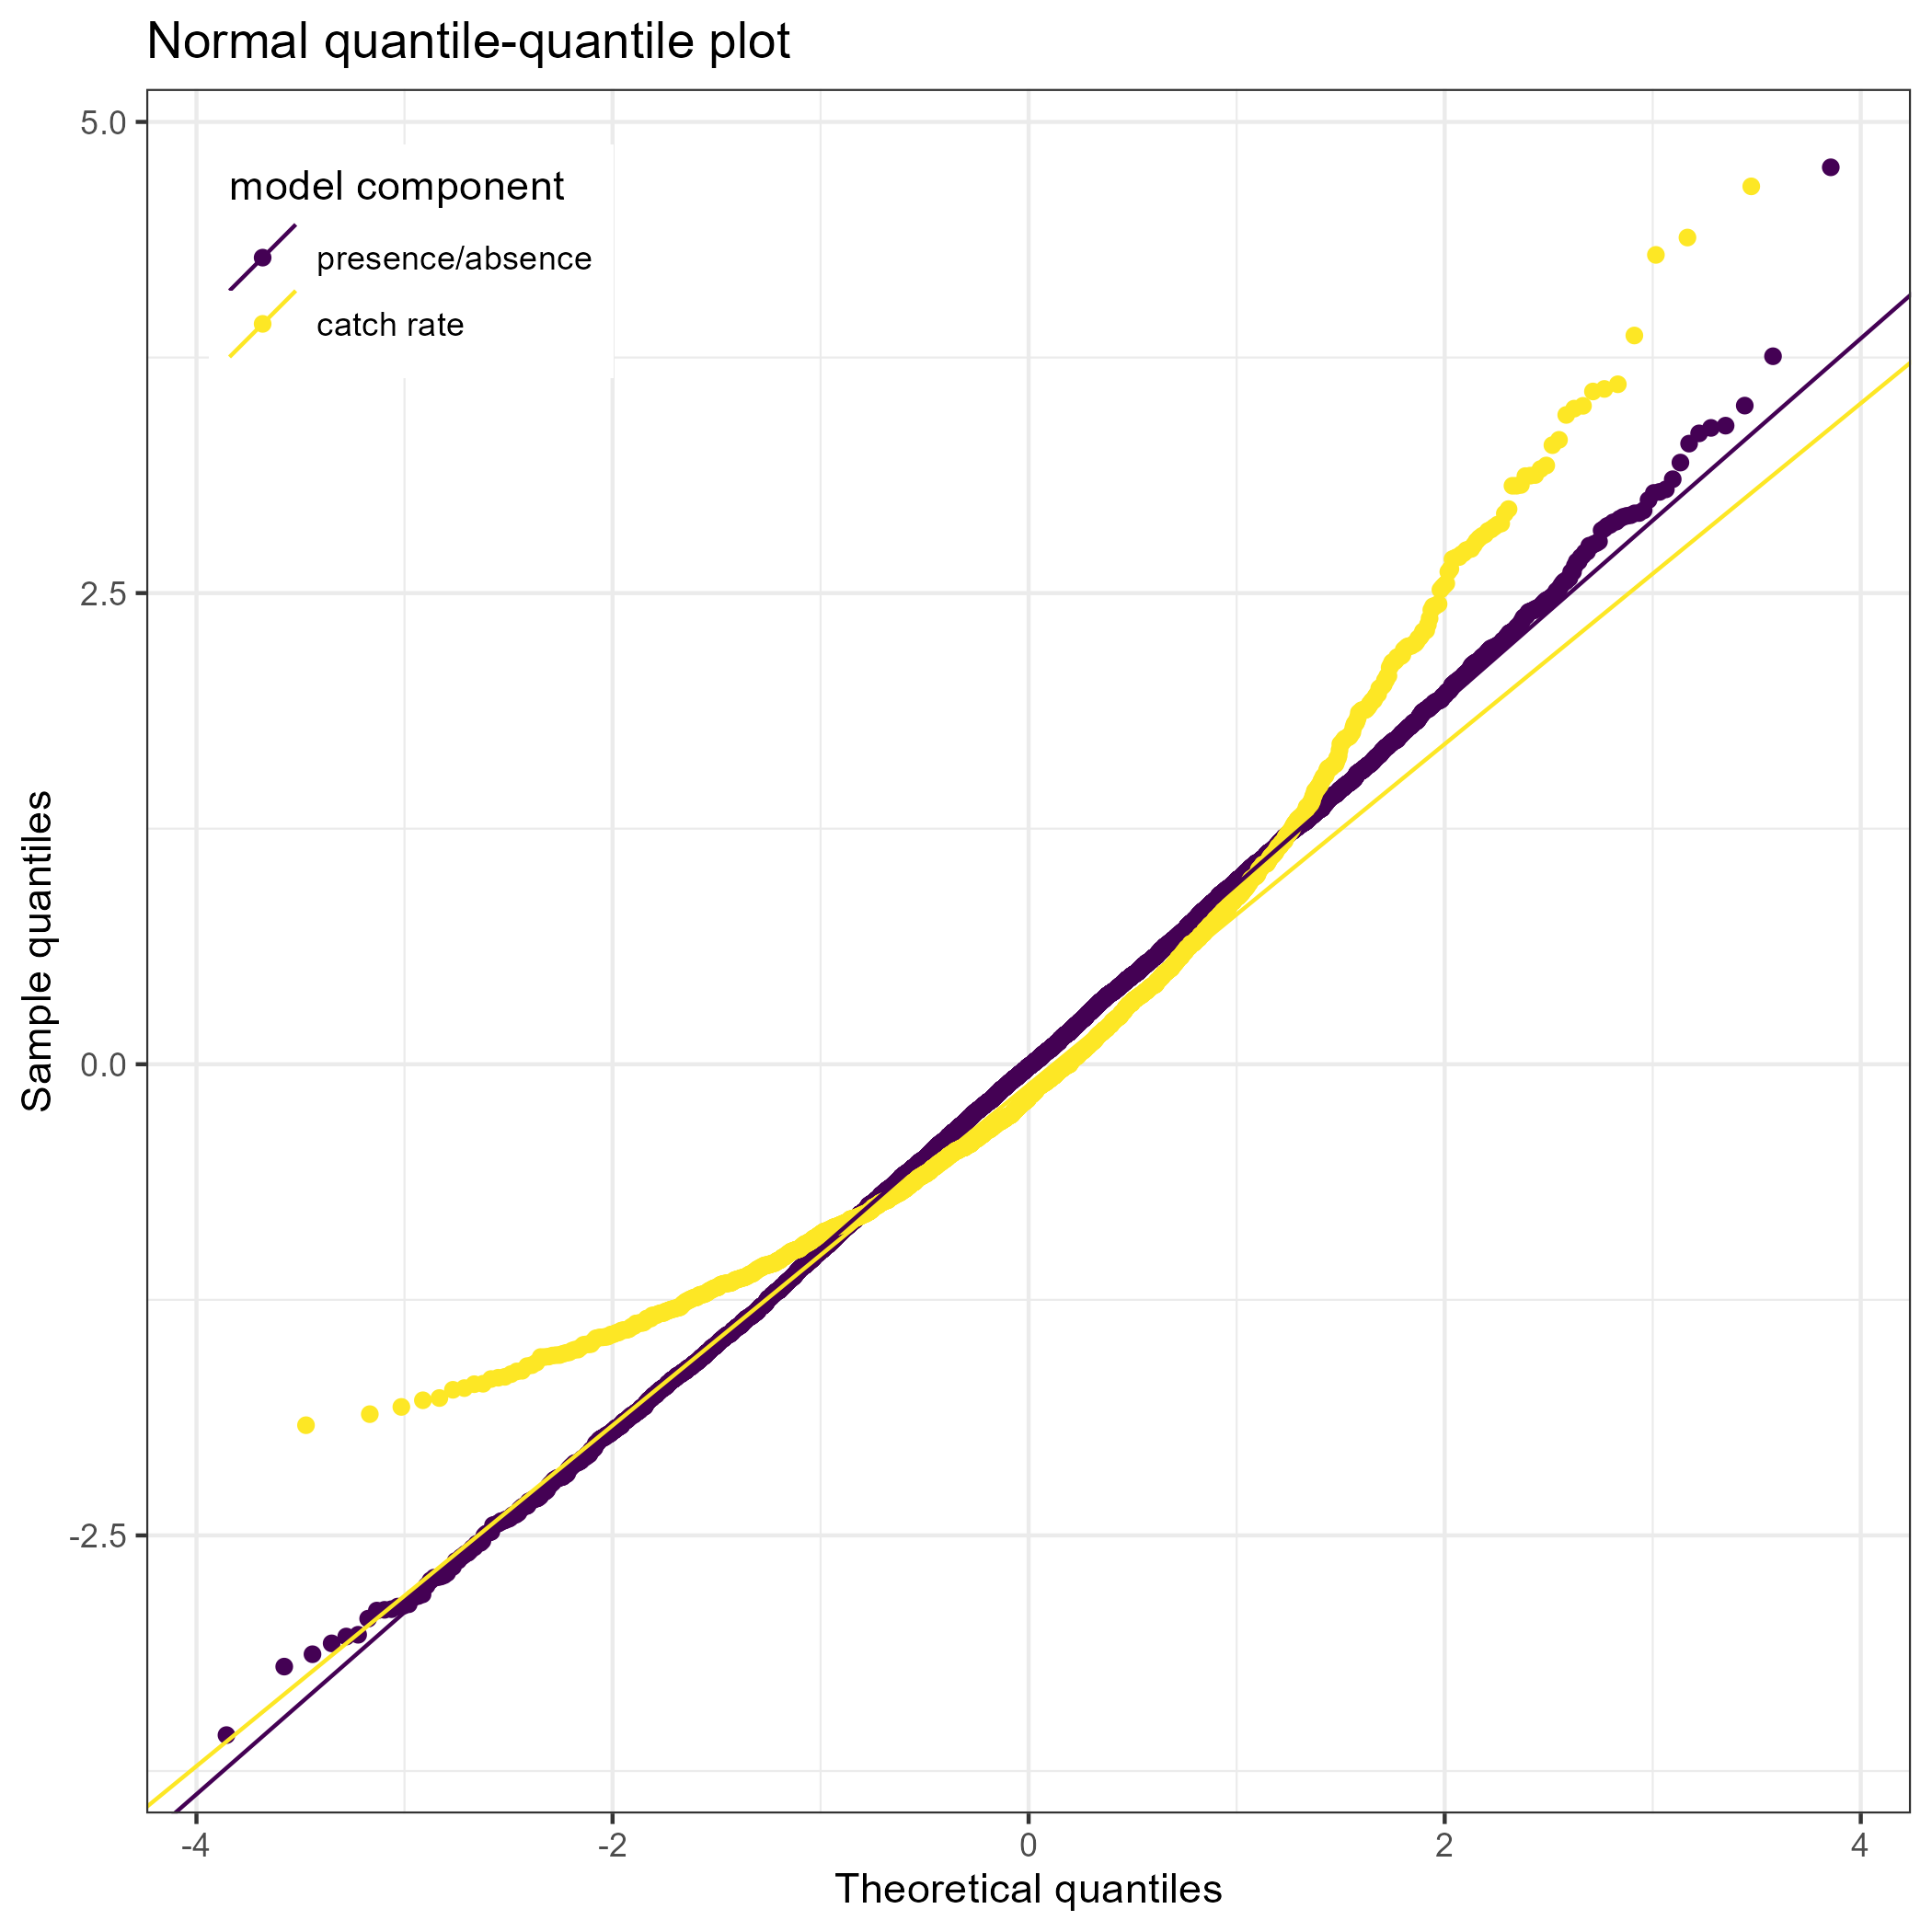 Normal quantile-quantile plot
5.0
model component
presence/absence
catch rate
2.5
Sample quantiles
0.0
-2.5
-4
-2
0
2
4
Theoretical quantiles